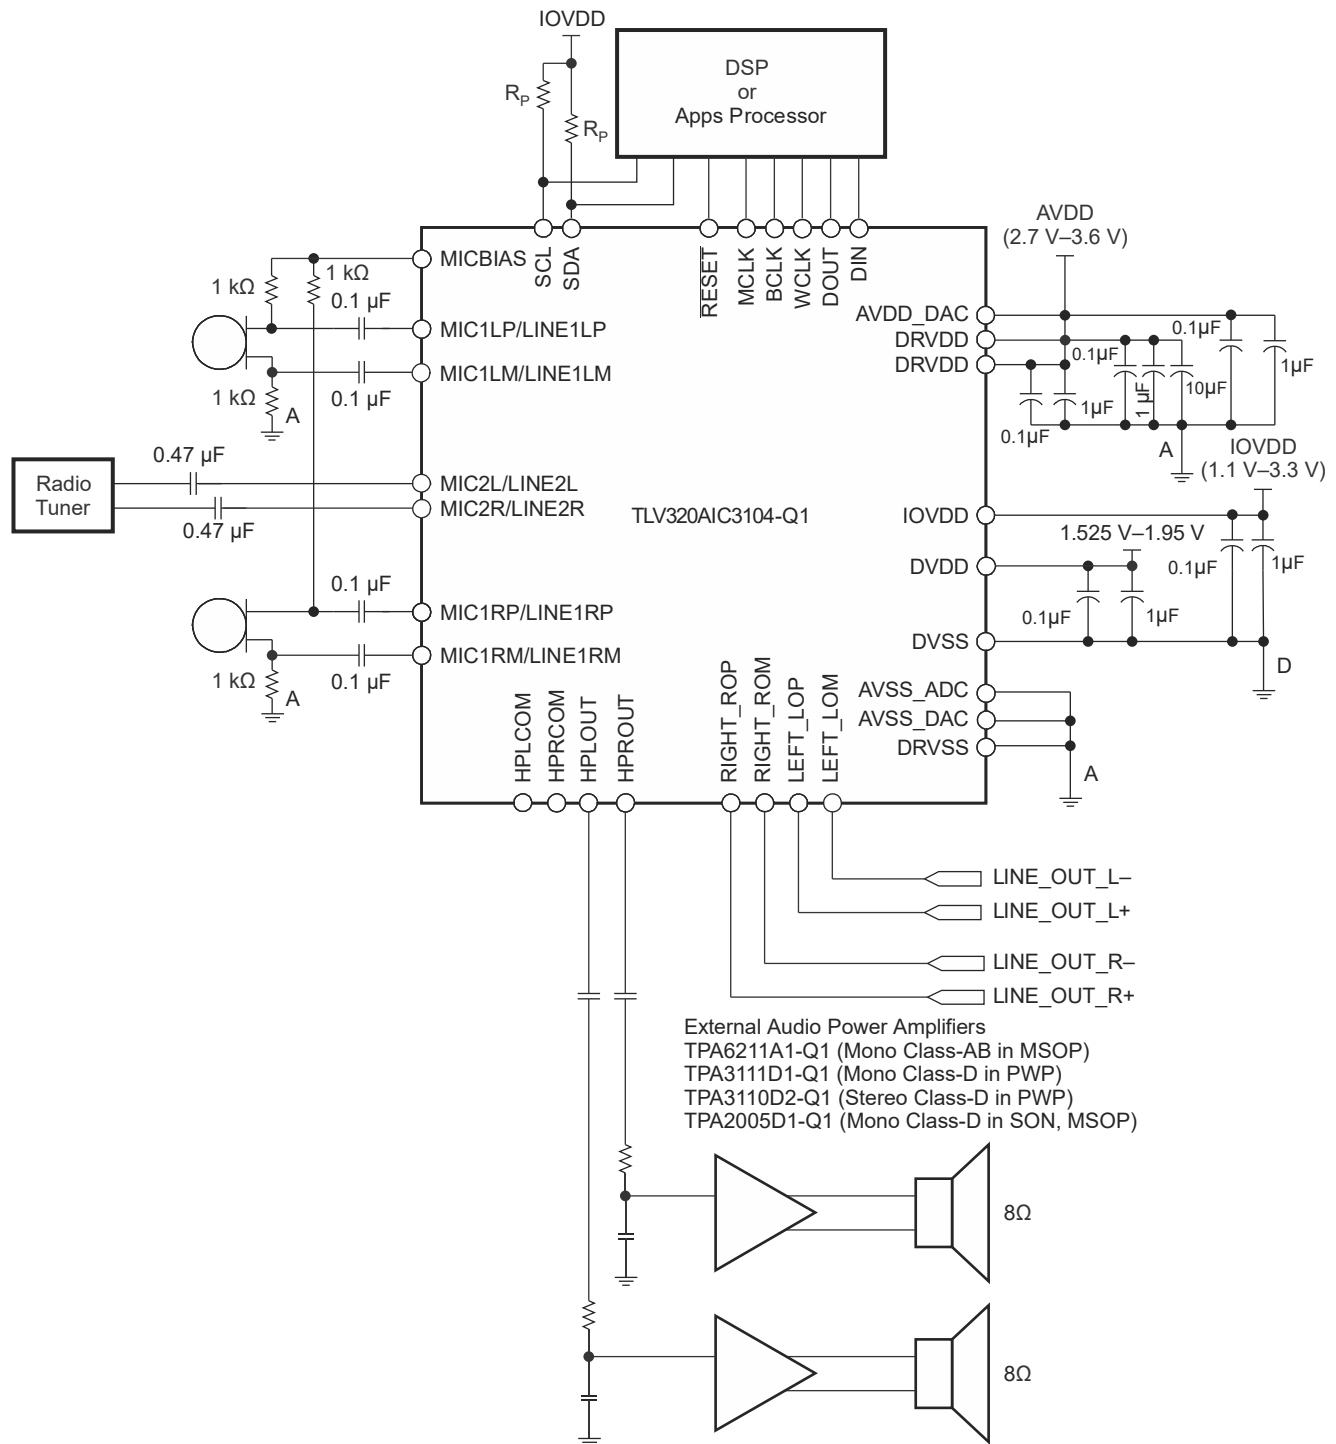 IOVDD
DSP
or
Apps Processor
RP
RP
SCL
SDA
RESET
MCLK
BCLK
WCLK
DOUT
DIN
AVDD
(2.7 V–3.6 V)
MICBIAS
1 kΩ
1 kΩ
0.1 µF
MIC1LP/LINE1LP
MIC1LM/LINE1LM
1 kΩ
A
0.1 µF
AVDD_DAC
DRVDD
DRVDD
0.1µF
0.1µF
1µF
1µF
10µF
1µF
0.1µF
A
IOVDD
(1.1 V–3.3 V)
Radio
Tuner
0.47 µF
0.47 µF
MIC2L/LINE2L
MIC2R/LINE2R
TLV320AIC3104-Q1
IOVDD
1.525 V–1.95 V
DVDD
0.1µF
1µF
0.1µF
1µF
DVSS
D
0.1 µF
MIC1RP/LINE1RP
MIC1RM/LINE1RM
1 kΩ
A
0.1 µF
AVSS_ADC
AVSS_DAC
DRVSS
A
HPLCOM
HPRCOM
HPLOUT
HPROUT
RIGHT_ROP
RIGHT_ROM
LEFT_LOP
LEFT_LOM
LINE_OUT_L–
LINE_OUT_L+
LINE_OUT_R–
LINE_OUT_R+
External Audio Power Amplifiers
TPA6211A1-Q1 (Mono Class-AB in MSOP)
TPA3111D1-Q1 (Mono Class-D in PWP)
TPA3110D2-Q1 (Stereo Class-D in PWP)
TPA2005D1-Q1 (Mono Class-D in SON, MSOP)
8Ω
8Ω